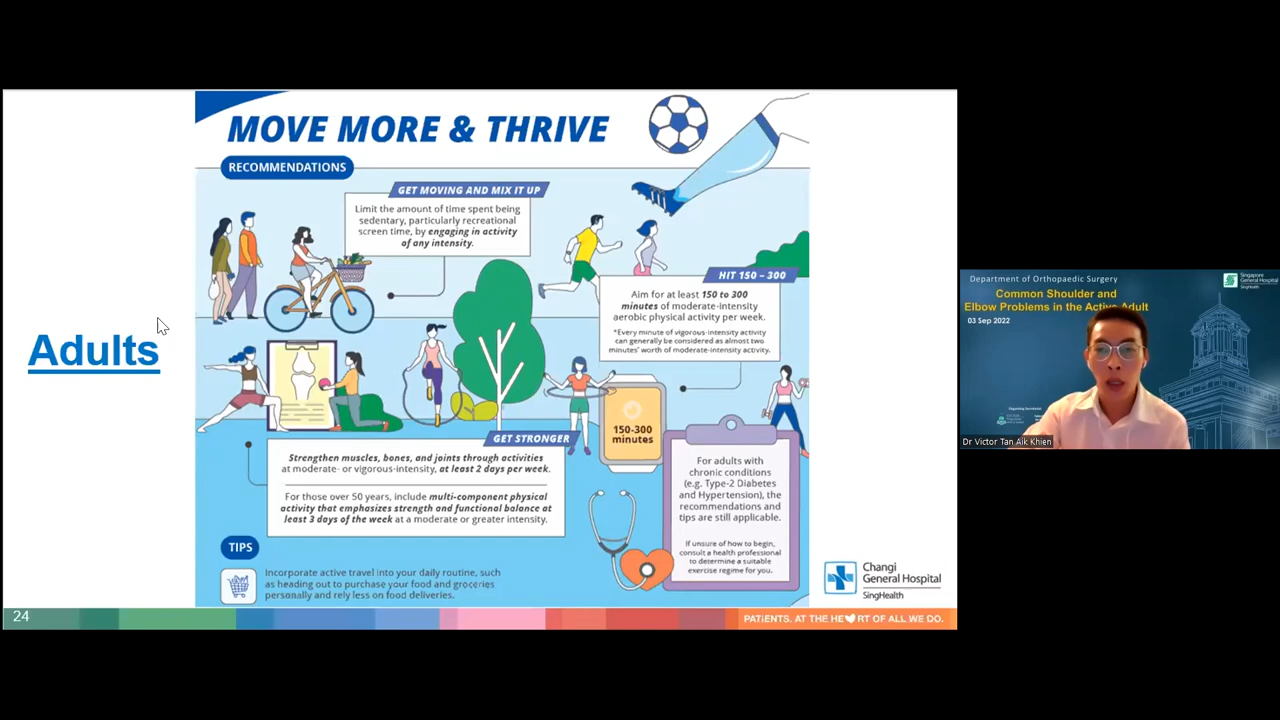 MOVE MORE & THRIVE
RECOMMENDATIONS
GET MOVING AND MIX IT UP
Limit the amount of time spent being
sedentary, particularly recreational
screen time, by engaging in activity
of any intensity.
HIT 150 – 300
Aim for at least 150 to 300
minutes of moderate-intensity
aerobic physical activity per week.
*Every minute of vigorous-intensity activity
can generally be considered as almost two
minutes' worth of moderate-intensity activity.
Adults
150-300
minutes
GET STRONGER
Strengthen muscles, bones, and joints through activities
at moderate- or vigorous-intensity, at least 2 days per week.
For those over 50 years, include multi-component physical
activity that emphasizes strength and functional balance at
least 3 days of the week at a moderate or greater intensity.
For adults with
chronic conditions
(e.g. Type-2 Diabetes
and Hypertension), the
recommendations and
tips are still applicable.
If unsure of how to begin,
consult a health professional
to determine a suitable
exercise regime for you.
TIPS
Incorporate active travel into your daily routine, such
as heading out to purchase your food and groceries
personally and rely less on food deliveries.
Changi
General Hospital
SingHealth
24
PATIENTS. AT THE HEART OF ALL WE DO.
Department of Orthopaedic Surgery
Singapore
General Hospital
SingHealth
Common Shoulder and
Elbow Problems in the Active Adult
03 Sep 2022
Dr Victor Tan Aik Khien